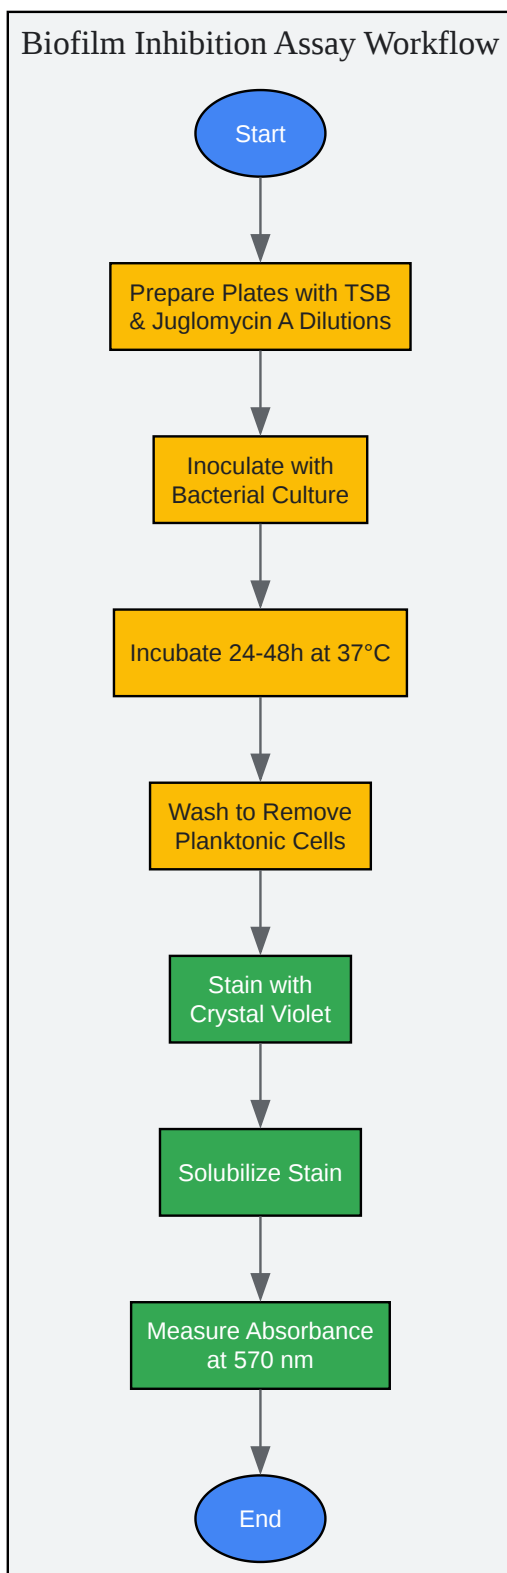 Biofilm Inhibition Assay Workflow
Start
Prepare Plates with TSB
& Juglomycin A Dilutions
Inoculate with
Bacterial Culture
Incubate 24-48h at 37°C
Wash to Remove
Planktonic Cells
Stain with
Crystal Violet
Solubilize Stain
Measure Absorbance
at 570 nm
End